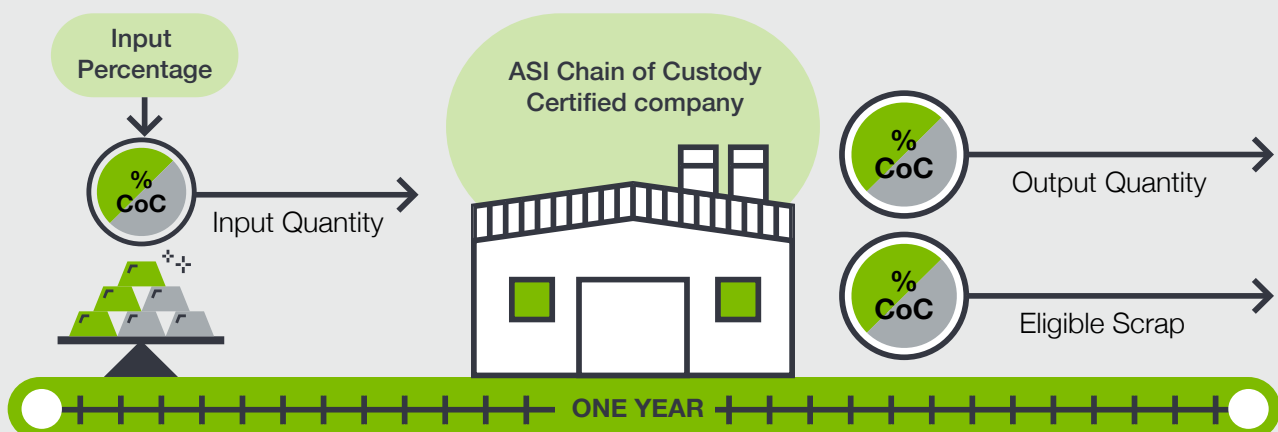 Input
Percentage
%
CoC
Input Quantity
ASI Chain of Custody
Certified company
%
CoC
Output Quantity
%
CoC
Eligible Scrap
ONE YEAR